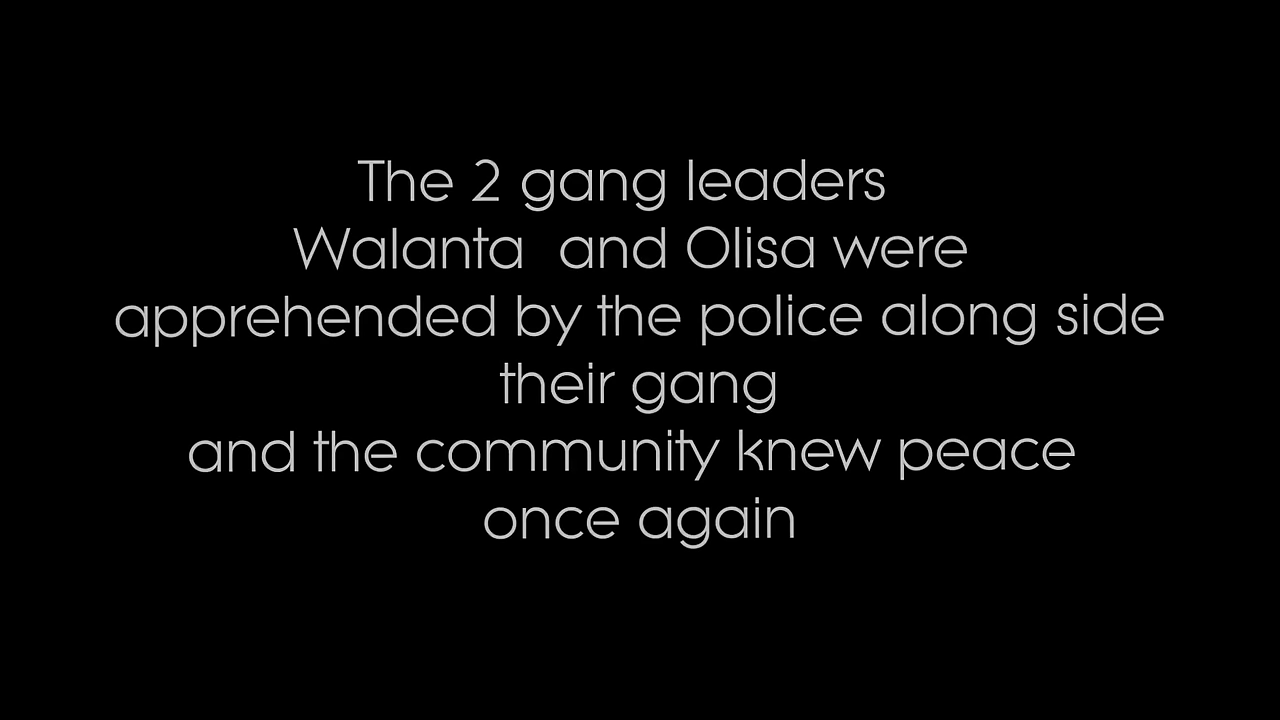 The 2 gang leaders
Walanta  and Olisa were
apprehended by the police along side
their gang
and the community knew peace
once again